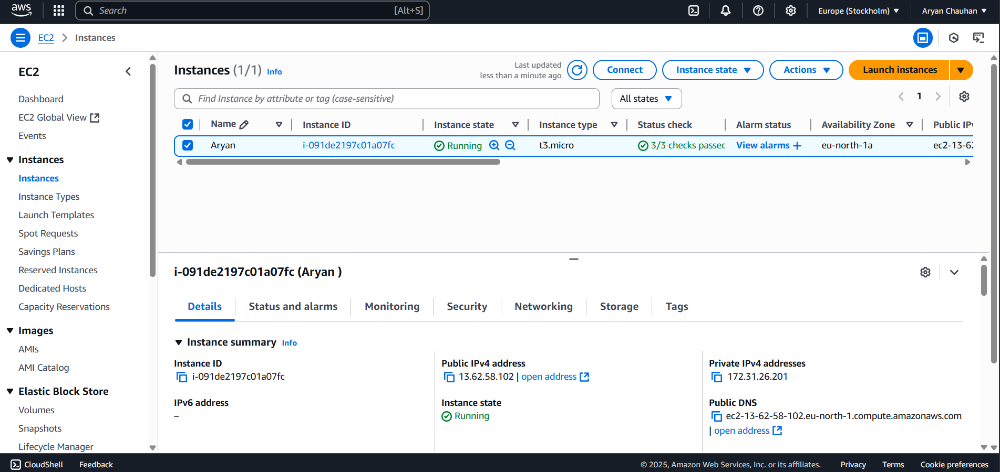 aws
Search [Alt+S]
Europe (Stockholm)
Aryan Chauhan
EC2
Instances
EC2
Dashboard
EC2 Global View
Events
Instances
Instances
Instance Types
Launch Templates
Spot Requests
Savings Plans
Reserved Instances
Dedicated Hosts
Capacity Reservations
Images
AMIs
AMI Catalog
Elastic Block Store
Volumes
Snapshots
Lifecycle Manager
Instances (1/1) Info
Last updated
less than a minute ago
Connect
Instance state
Actions
Launch instances
Find Instance by attribute or tag (case-sensitive)
All states
1
Name Instance ID Instance state Instance type Status check Alarm status Availability Zone Public IPv
Aryan i-091de2197c01a07fc Running t3.micro 3/3 checks passed View alarms + eu-north-1a ec2-13-62
i-091de2197c01a07fc (Aryan )
Details Status and alarms Monitoring Security Networking Storage Tags
Instance summary Info
Instance ID
i-091de2197c01a07fc
Public IPv4 address
13.62.58.102 | open address
Private IPv4 addresses
172.31.26.201
IPv6 address
–
Instance state
Running
Public DNS
ec2-13-62-58-102.eu-north-1.compute.amazonaws.com
| open address
CloudShell Feedback © 2025, Amazon Web Services, Inc. or its affiliates. Privacy Terms Cookie preferences